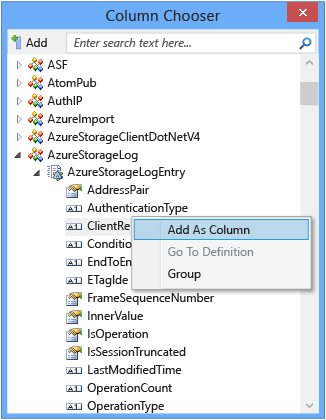 Column Chooser
Add
Enter search text here...
ASF
AtomPub
AuthIP
AzureImport
AzureStorageClientDotNetV4
AzureStorageLog
AzureStorageLogEntry
AddressPair
AuthenticationType
ClientRe
Add As Column
Conditio
Go To Definition
EndToEn
Group
ETagIde
FrameSequenceNumber
InnerValue
IsOperation
IsSessionTruncated
LastModifiedTime
OperationCount
OperationType